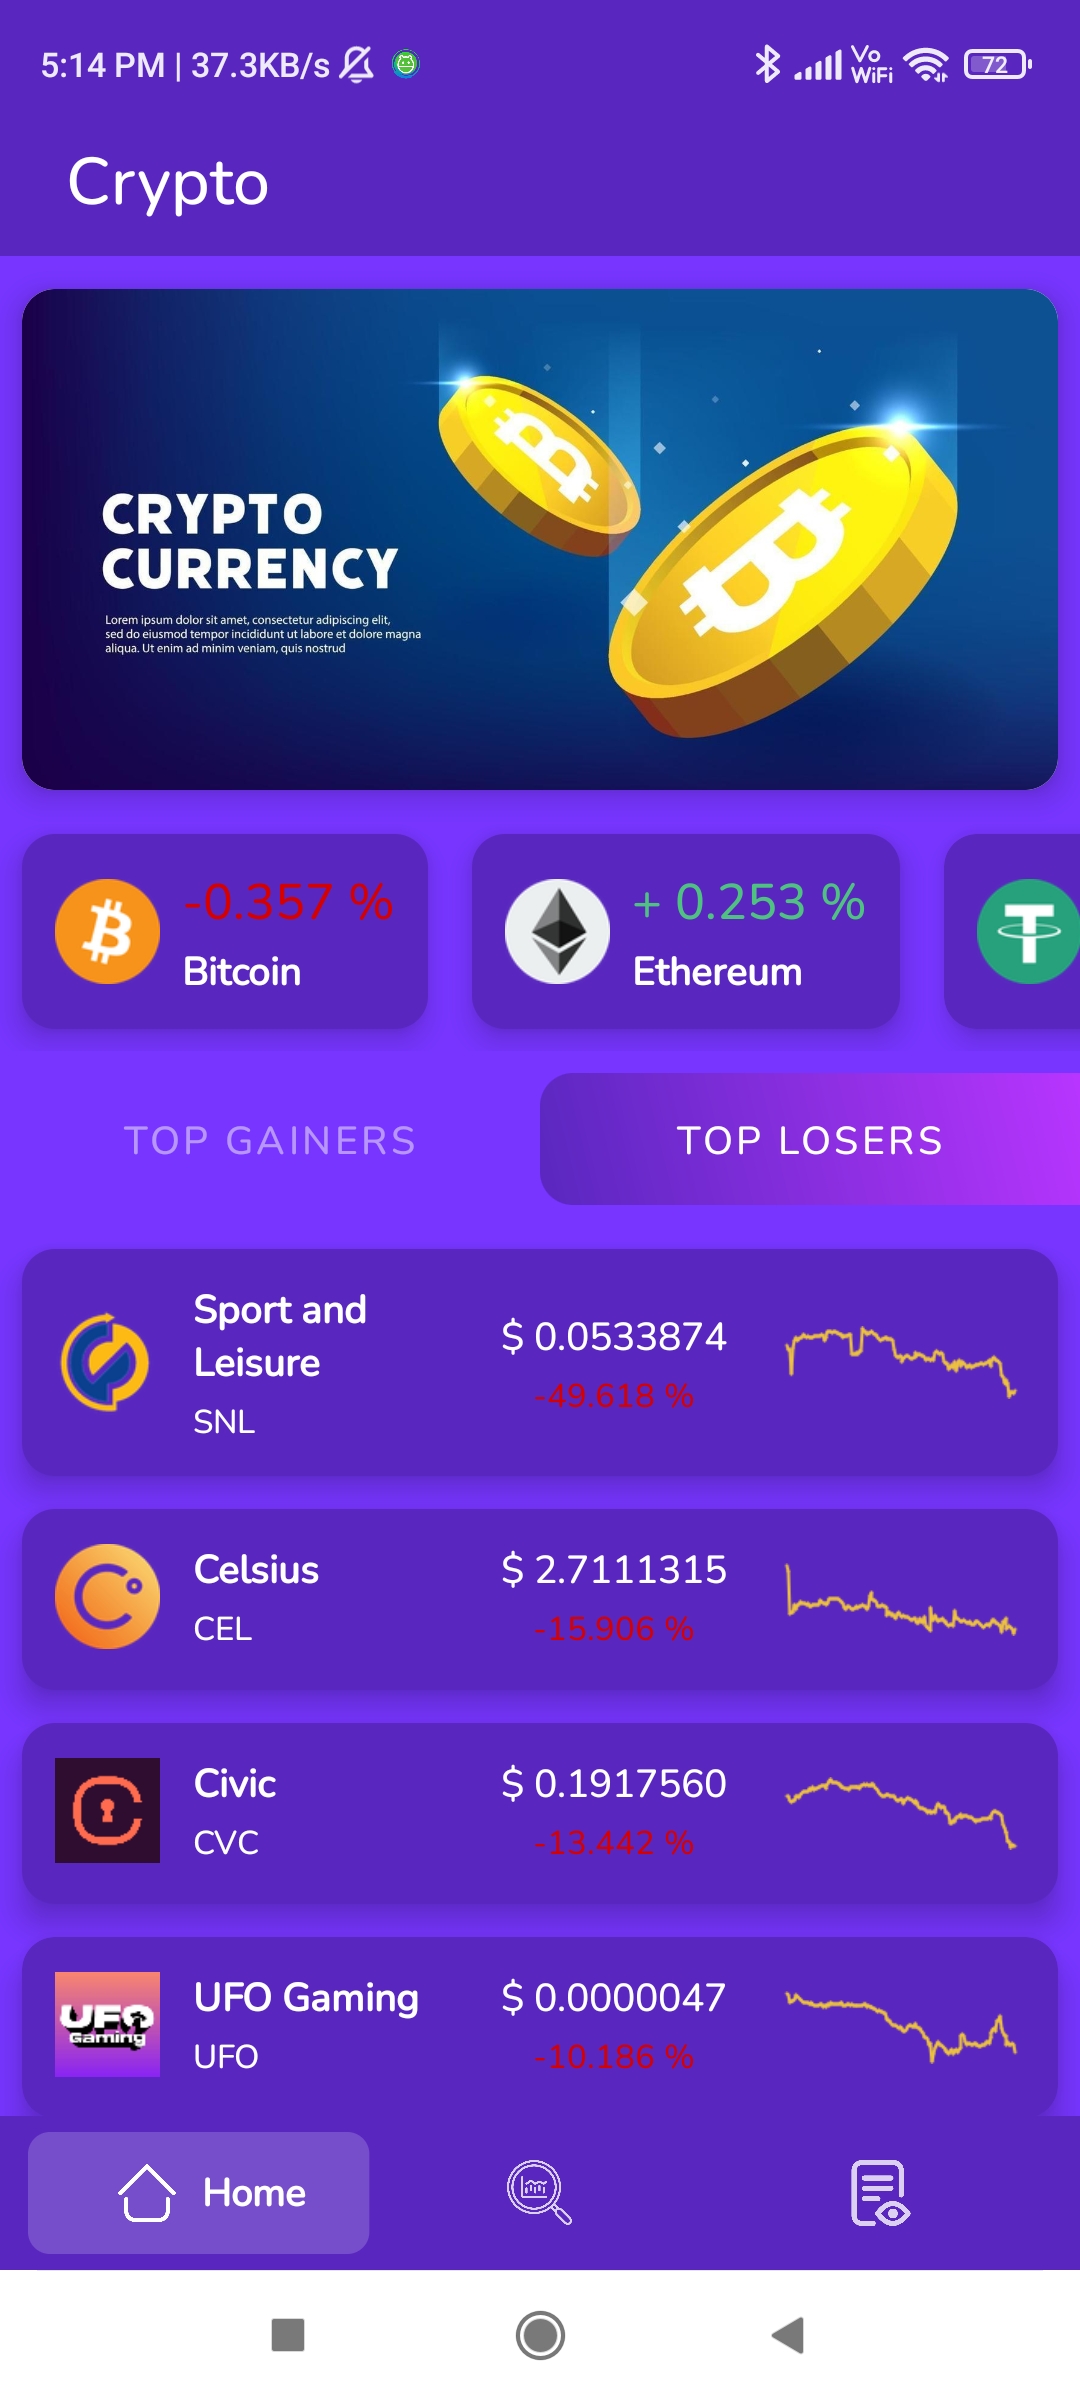 5:14 PM | 37.3KB/s
Vo
WiFi
72
Crypto
CRYPTO
CURRENCY
Lorem ipsum dolor sit amet, consectetur adipiscing elit,
sed do eiusmod tempor incididunt ut labore et dolore magna
aliqua. Ut enim ad minim veniam, quis nostrud
-0.357 %
Bitcoin
+ 0.253 %
Ethereum
TOP GAINERS
TOP LOSERS
Sport and
Leisure
SNL
$ 0.0533874
-49.618 %
Celsius
CEL
$ 2.7111315
-15.906 %
Civic
CVC
$ 0.1917560
-13.442 %
UFO
Gaming
UFO Gaming
UFO
$ 0.0000047
-10.186 %
Home